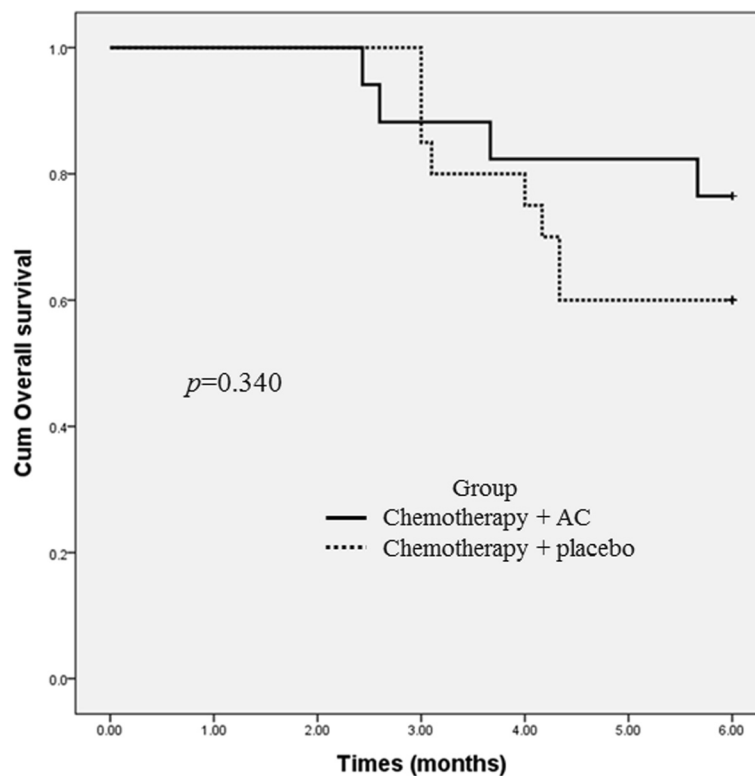 1.0
0.8
0.6
0.4
0.2
0.0
Cum Overall survival
p=0.340
Group
Chemotherapy + AC
Chemotherapy + placebo
0.00 1.00 2.00 3.00 4.00 5.00 6.00
Times (months)